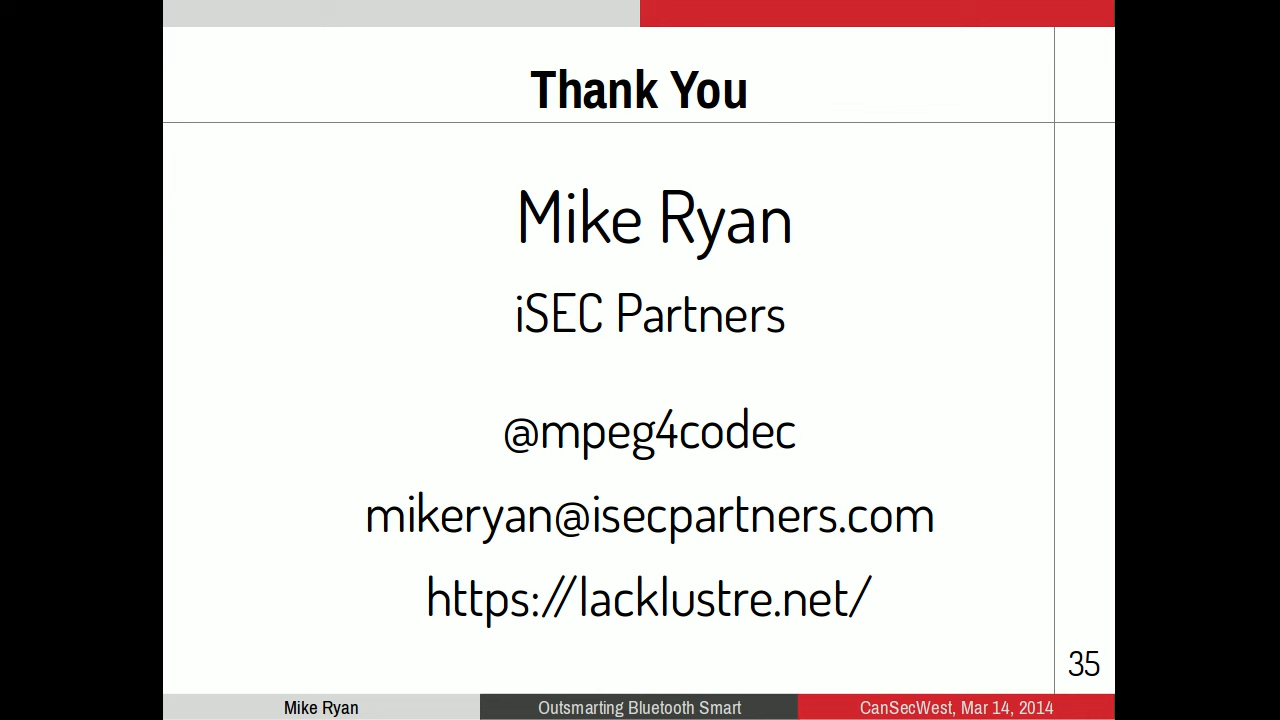 Thank You
Mike Ryan
iSEC Partners
@mpeg4codec
mikeryan@isecpartners.com
https://lacklustre.net/
35
Mike Ryan
Outsmarting Bluetooth Smart
CanSecWest, Mar 14, 2014